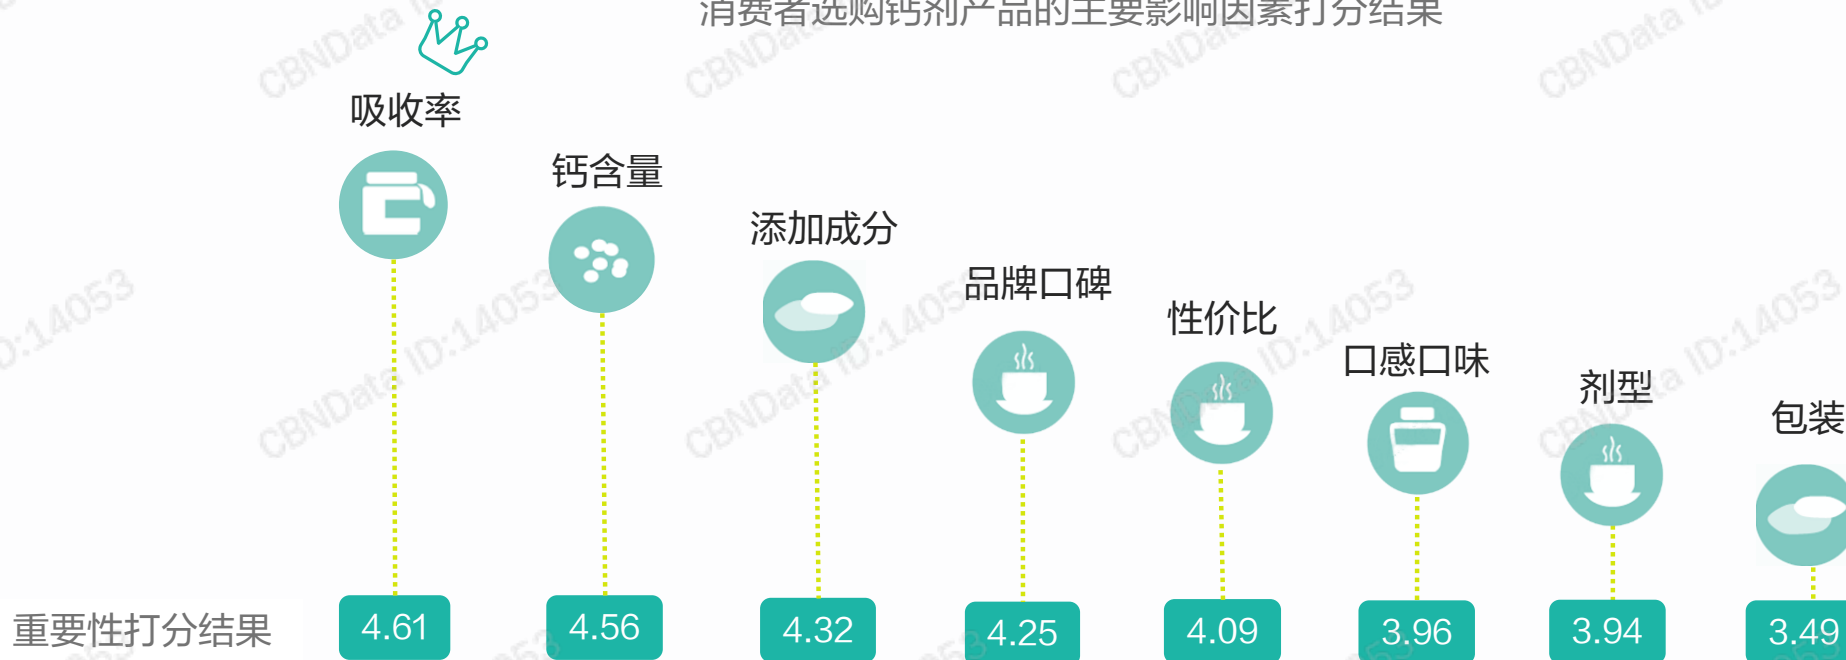 消费者选购钙剂产品的主要影响因素打分结果
吸收率
钙含量
添加成分
品牌口碑
性价比
口感口味
剂型
包装
重要性打分结果 4.61 4.56 4.32 4.25 4.09 3.96 3.94 3.49
CBNData ID:14053